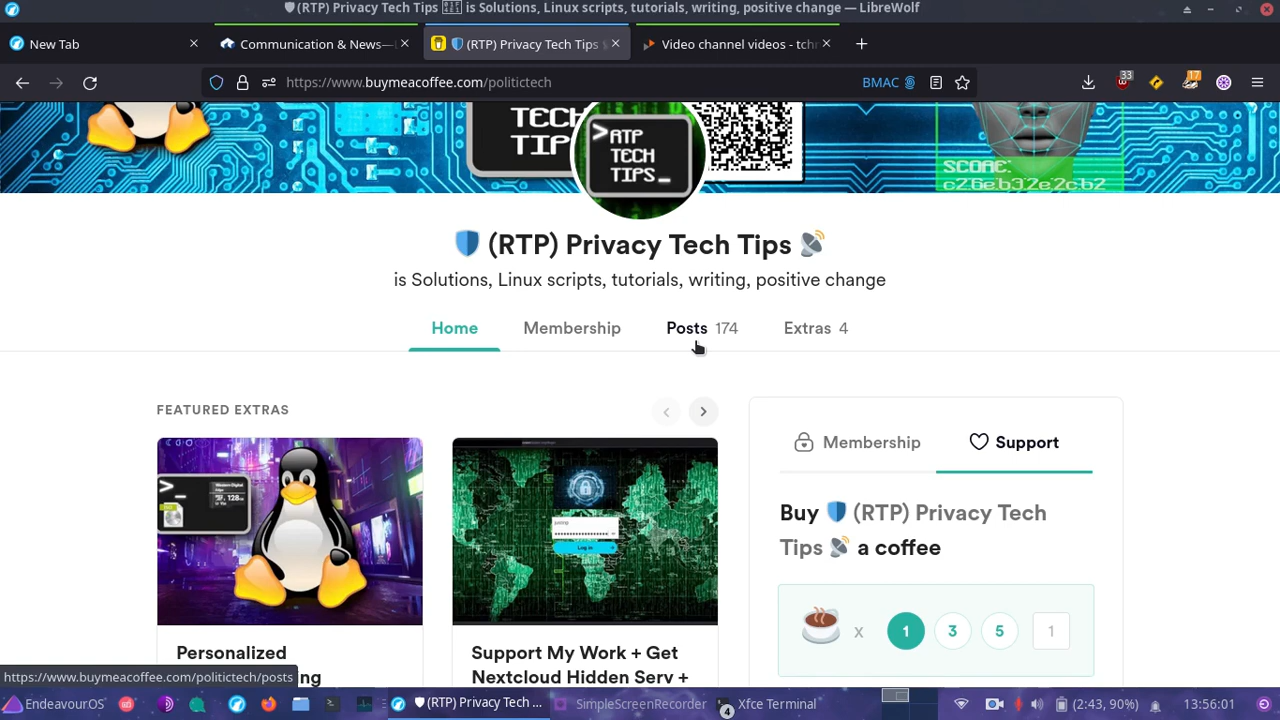 (RTP) Privacy Tech Tips is Solutions, Linux scripts, tutorials, writing, positive change — LibreWolf
New Tab
Communication & News—
(RTP) Privacy Tech Tips
Video channel videos - tchn
https://www.buymeacoffee.com/politictech
BMAC
33
17
TECH
TIP
>RTP
TECH
TIPS_
SCORE:
c26eb32e2cb2
🛡️ (RTP) Privacy Tech Tips 📡
is Solutions, Linux scripts, tutorials, writing, positive change
Home
Membership
Posts 174
Extras 4
FEATURED EXTRAS
Membership
Support
Buy 🛡️ (RTP) Privacy Tech
Tips 📡 a coffee
x
1
3
5
1
Log in
Personalized
ng
Support My Work + Get
Nextcloud Hidden Serv +
https://www.buymeacoffee.com/politictech/posts
EndeavourOS
(RTP) Privacy Tech ...
SimpleScreenRecorder
4
Xfce Terminal
(2:43, 90%)
13:56:01